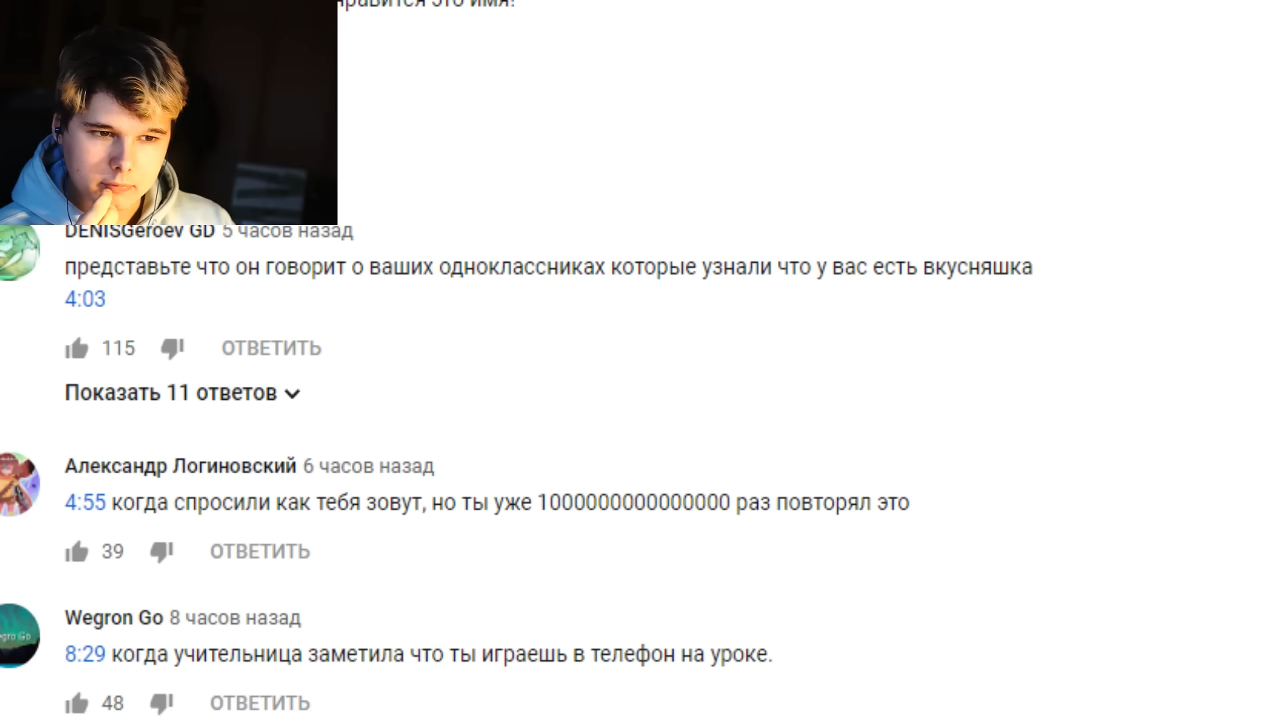 нравится это имя?
DENISGeroev GD 5 часов назад
представьте что он говорит о ваших одноклассниках которые узнали что у вас есть вкусняшка
4:03
115 ОТВЕТИТЬ
Показать 11 ответов
Александр Логиновский 6 часов назад
4:55 когда спросили как тебя зовут, но ты уже 1000000000000000 раз повторял это
39 ОТВЕТИТЬ
Wegron Go 8 часов назад
8:29 когда учительница заметила что ты играешь в телефон на уроке.
48 ОТВЕТИТЬ